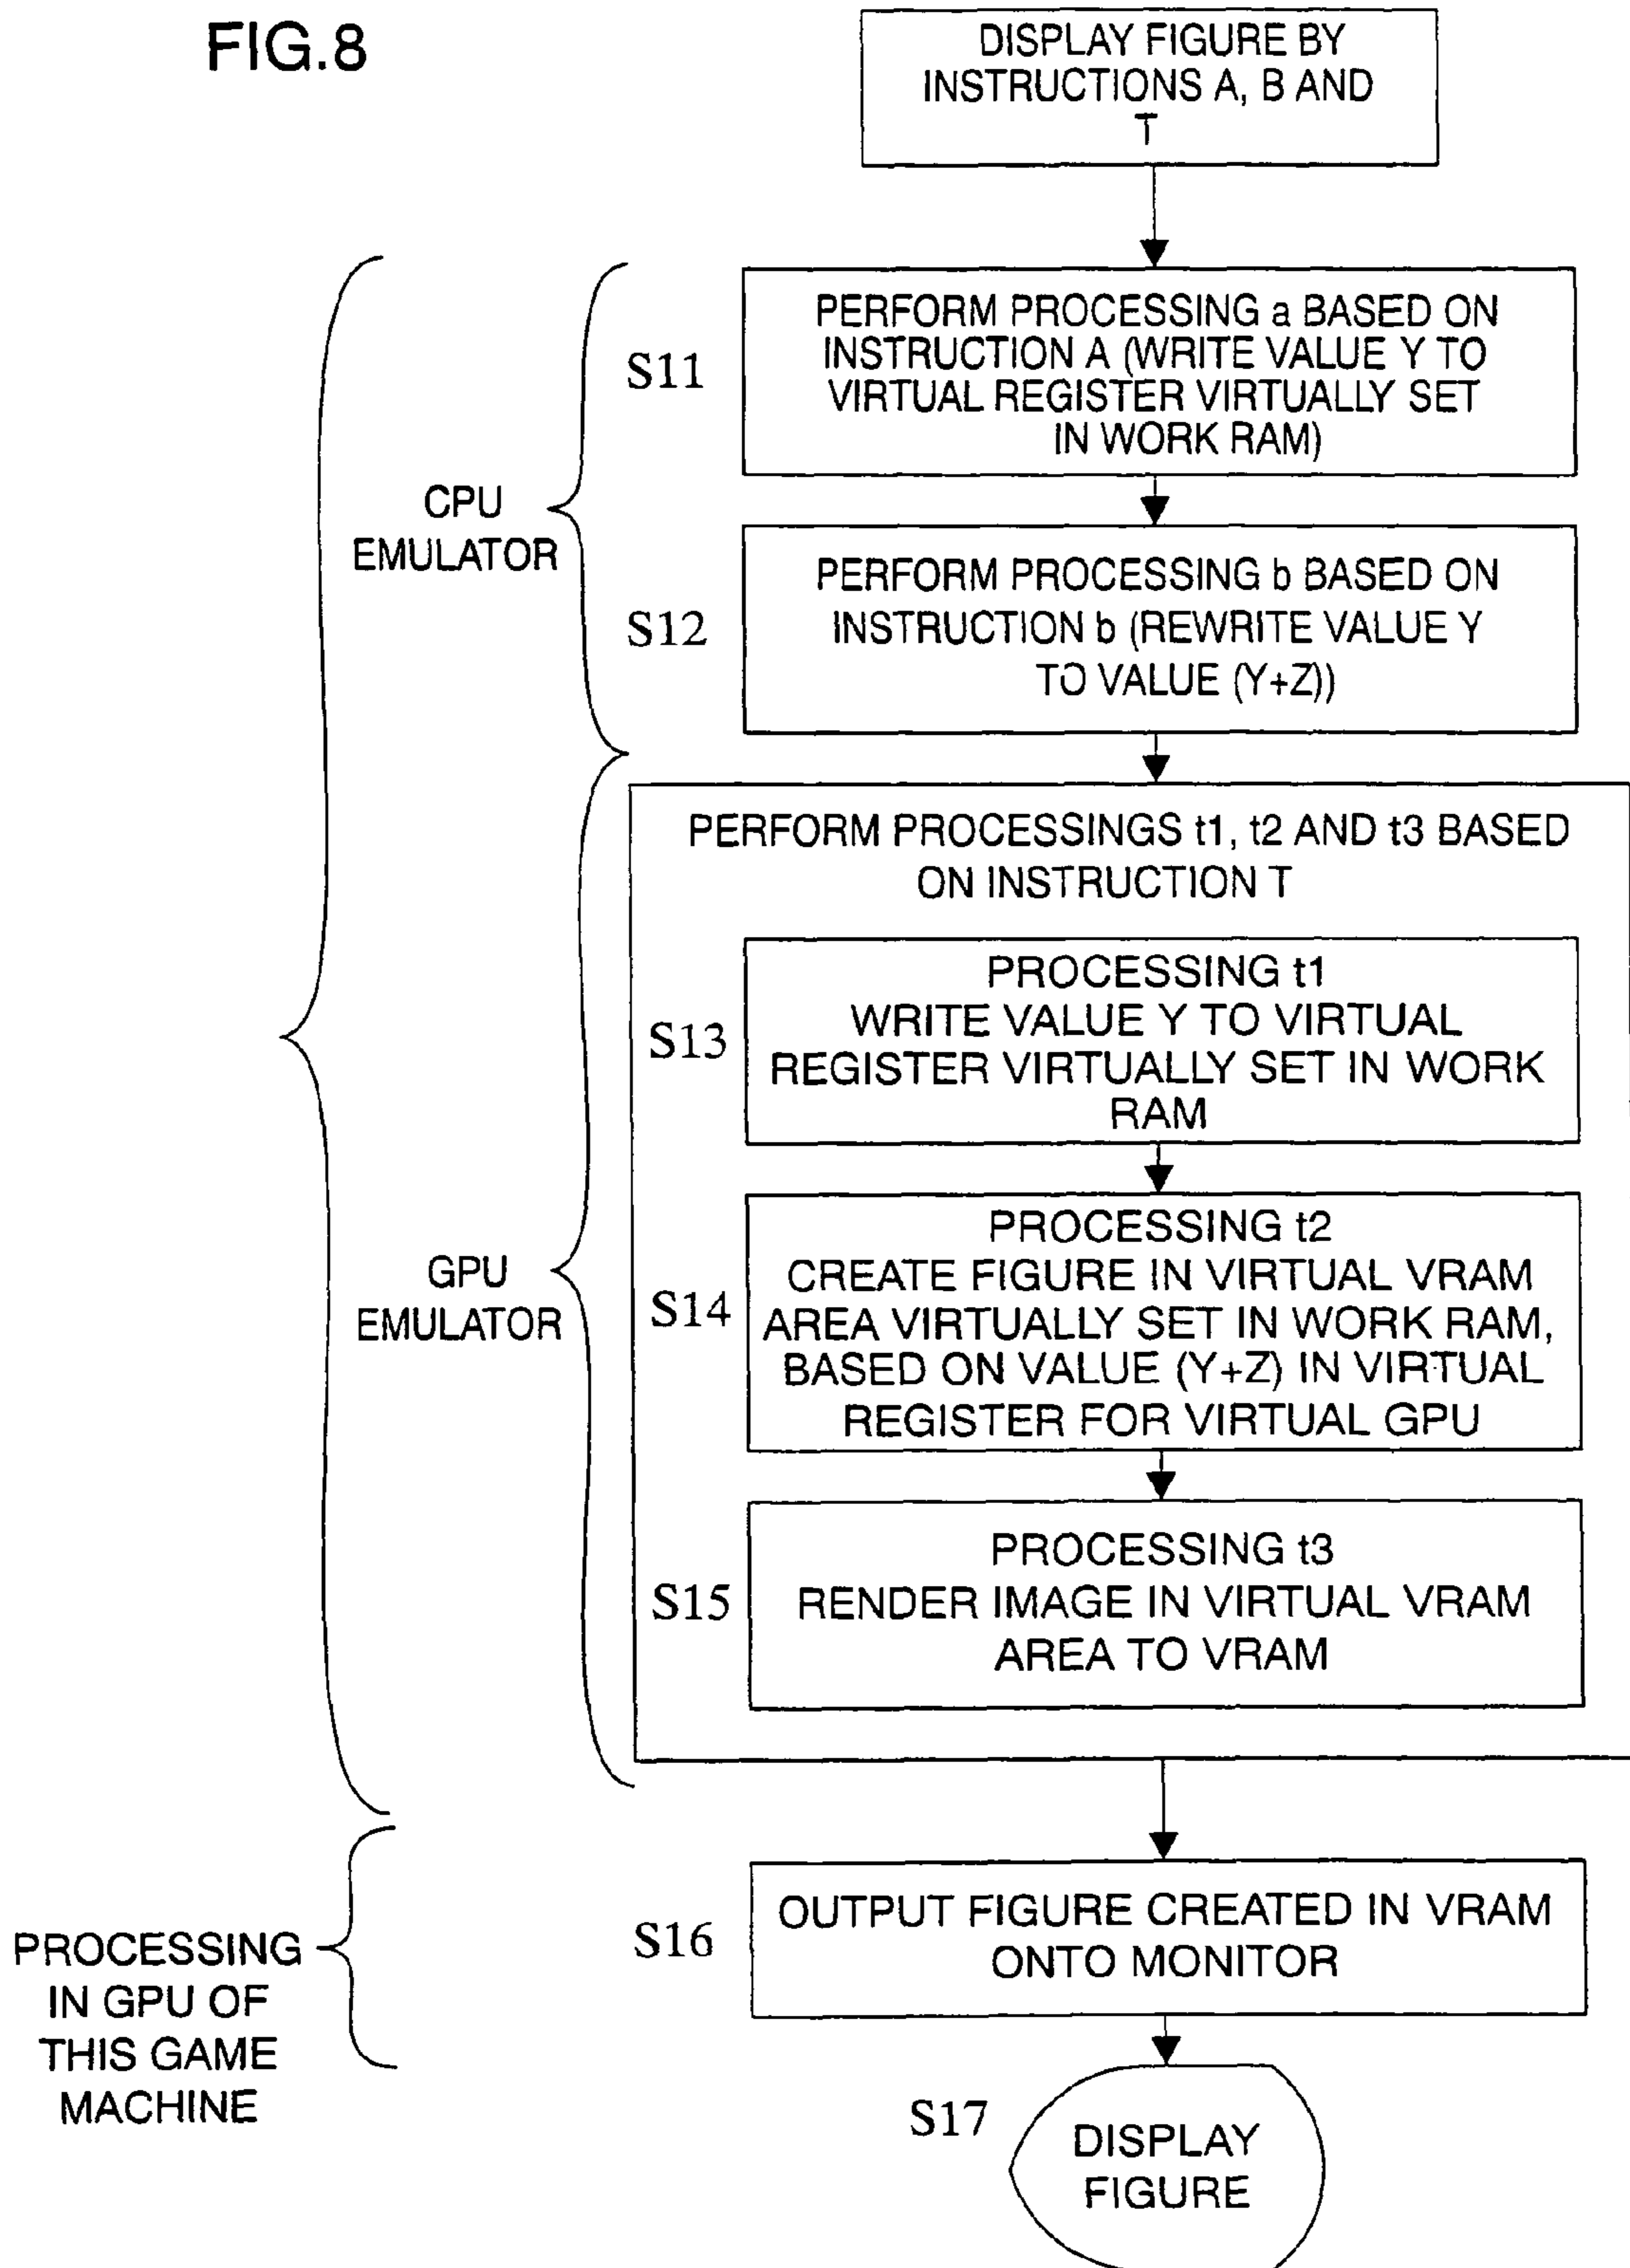 FIG.8
DISPLAY FIGURE BY
INSTRUCTIONS A, B AND
T
S11
PERFORM PROCESSING a BASED ON
INSTRUCTION A (WRITE VALUE Y TO
VIRTUAL REGISTER VIRTUALLY SET
IN WORK RAM)
CPU
EMULATOR
S12
PERFORM PROCESSING b BASED ON
INSTRUCTION b (REWRITE VALUE Y
TO VALUE (Y+Z))
PERFORM PROCESSINGS t1, t2 AND t3 BASED
ON INSTRUCTION T
S13
PROCESSING t1
WRITE VALUE Y TO VIRTUAL
REGISTER VIRTUALLY SET IN WORK
RAM
GPU
EMULATOR
S14
PROCESSING t2
CREATE FIGURE IN VIRTUAL VRAM
AREA VIRTUALLY SET IN WORK RAM,
BASED ON VALUE (Y+Z) IN VIRTUAL
REGISTER FOR VIRTUAL GPU
S15
PROCESSING t3
RENDER IMAGE IN VIRTUAL VRAM
AREA TO VRAM
PROCESSING
IN GPU OF
THIS GAME
MACHINE
S16
OUTPUT FIGURE CREATED IN VRAM
ONTO MONITOR
S17
DISPLAY
FIGURE